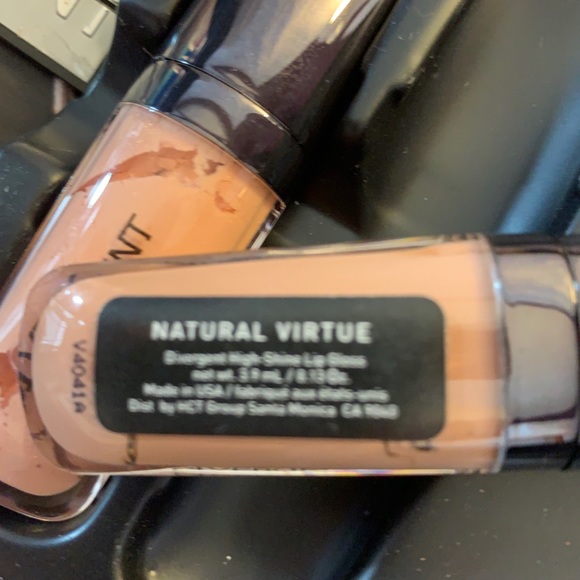 NATURAL VIRTUE
Divergent High-Shine Lip Gloss
net wt. 3.9 mL / 0.13 Oz.
Made in USA / fabriqué aux états-unis
Dist. by HCT Group Santa Monica CA
V4041A